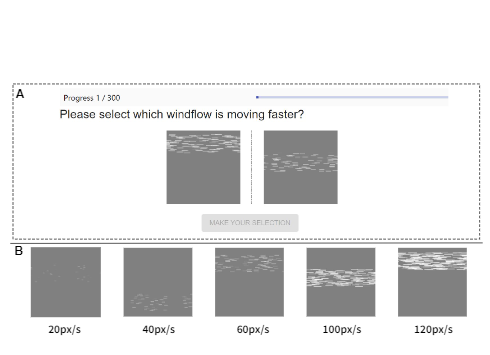 A
Progress 1 / 300
Please select which windflow is moving faster?
MAKE YOUR SELECTION
B
20px/s 40px/s 60px/s 100px/s 120px/s